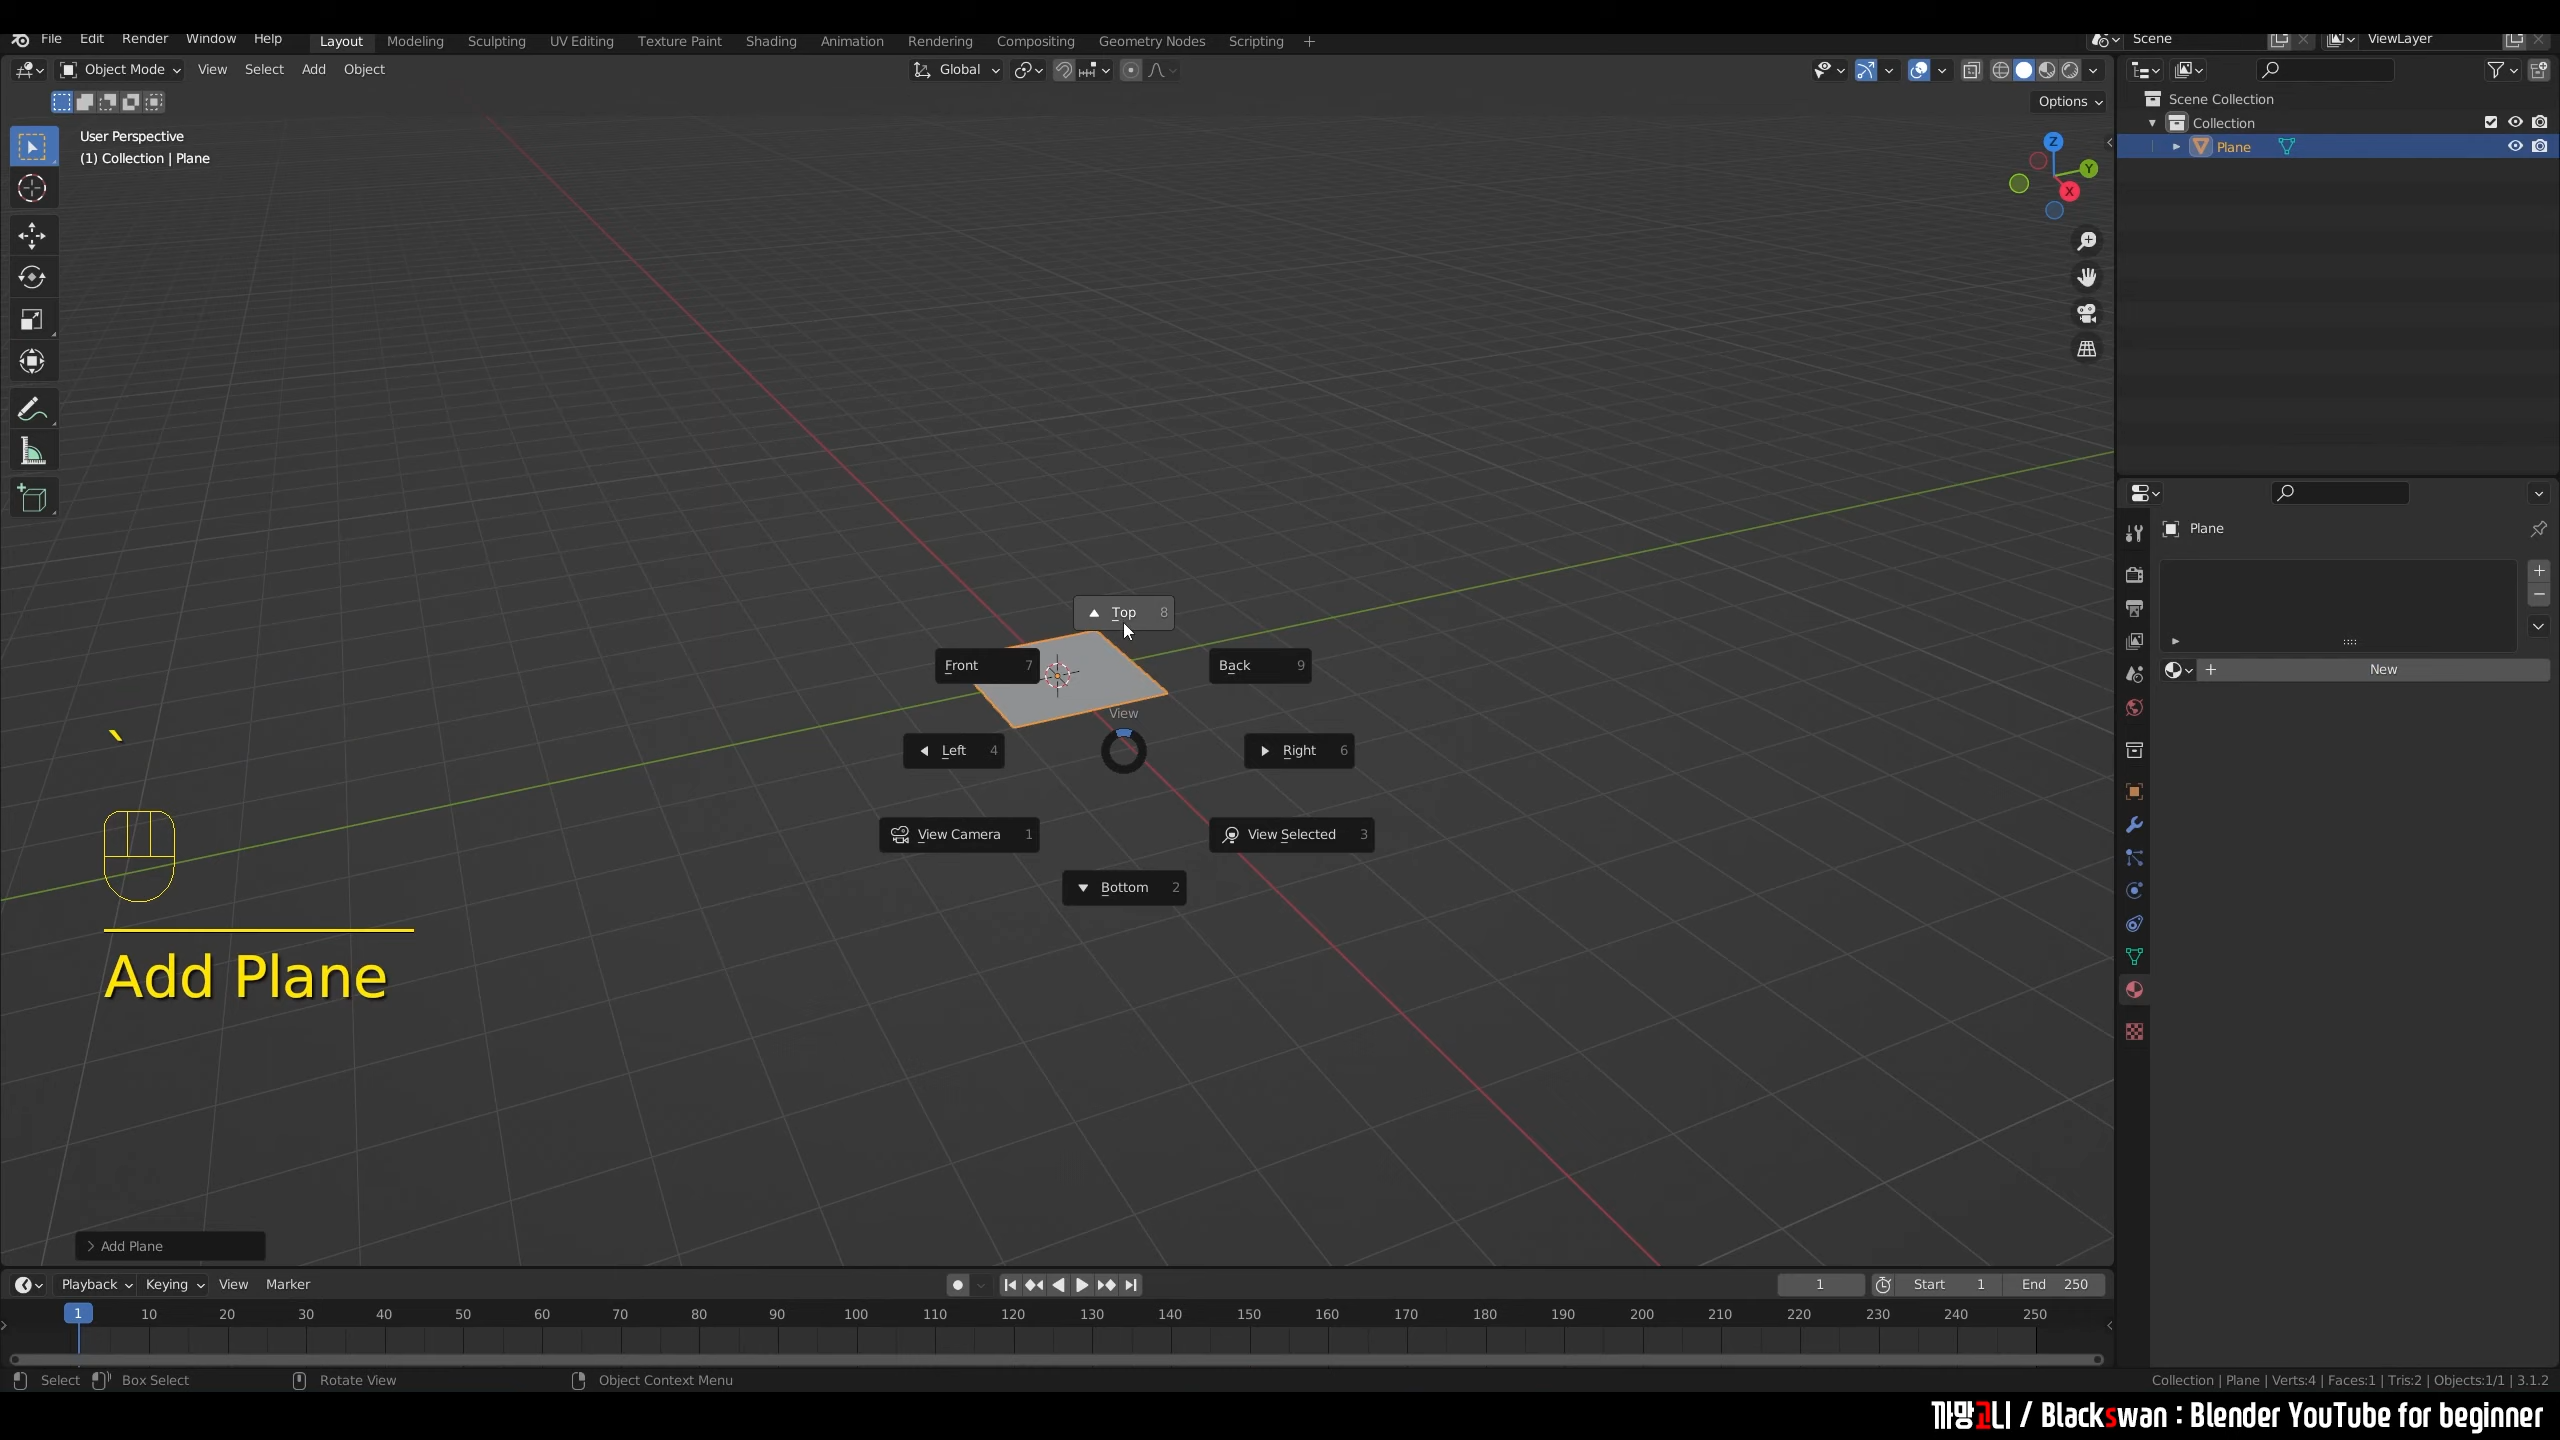 File Edit Render Window Help Layout Modeling Sculpting UV Editing Texture Paint Shading Animation Rendering Compositing Geometry Nodes Scripting + Scene ViewLayer
Object Mode View Select Add Object Global
Options
User Perspective
(1) Collection | Plane
Z
Y
X
Scene Collection
Collection
Plane
Plane
New
Top 8
Front 7
Back 9
View
Left 4
Right 6
View Camera 1
View Selected 3
Bottom 2
`
Add Plane
Add Plane
Playback Keying View Marker 1 Start 1 End 250
1 10 20 30 40 50 60 70 80 90 100 110 120 130 140 150 160 170 180 190 200 210 220 230 240 250
Select Box Select Rotate View Object Context Menu Collection | Plane | Verts:4 | Faces:1 | Tris:2 | Objects:1/1 | 3.1.2
까망고니 / Blackswan : Blender YouTube for beginner